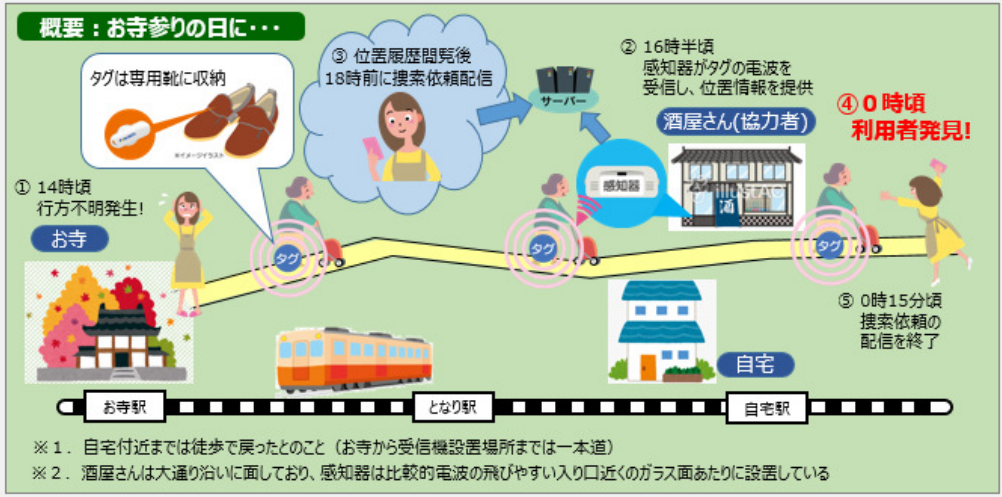 概要：お寺参りの日に・・・
タグは専用靴に収納
※イメージイラスト
③ 位置履歴閲覧後
18時前に捜索依頼配信
サーバー
② 16時半頃
感知器がタグの電波を
受信し、位置情報を提供
酒屋さん(協力者)
④０時頃
利用者発見!
① 14時頃
行方不明発生!
お寺
タグ
感知器
タグ
酒
タグ
⑤ 0時15分頃
捜索依頼の
配信を終了
自宅
お寺駅
となり駅
自宅駅
※１．自宅付近までは徒歩で戻ったとのこと（お寺から受信機設置場所までは一本道）
※２．酒屋さんは大通り沿いに面しており、感知器は比較的電波の飛びやすい入り口近くのガラス面あたりに設置している